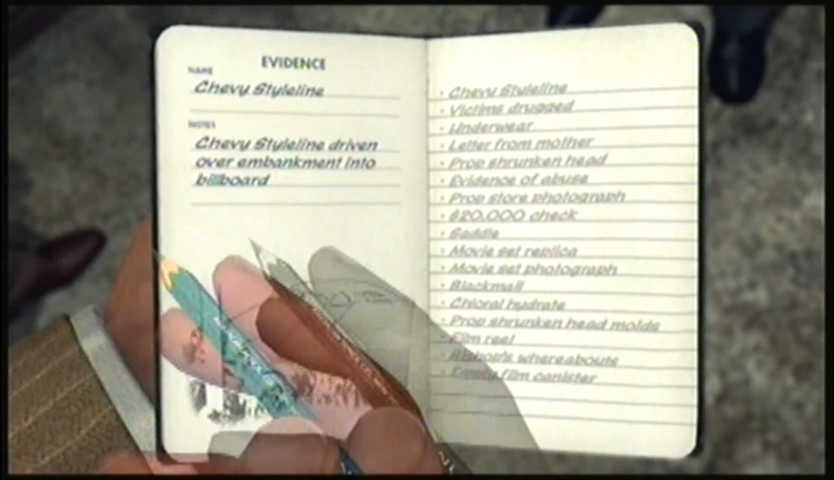 EVIDENCE
NAME
Chevy Styleline
NOTES
Chevy Styleline driven
over embankment into
billboard
· Chevy Styleline
· Victims drugged
· Underwear
· Letter from mother
· Prop shrunken head
· Evidence of abuse
· Prop store photograph
· $20,000 check
· Saddle
· Movie set replica
· Movie set photograph
· Blackmail
· Chloral hydrate
· Prop shrunken head molds
· Film reel
· Bishop's whereabouts
· Empty film canister